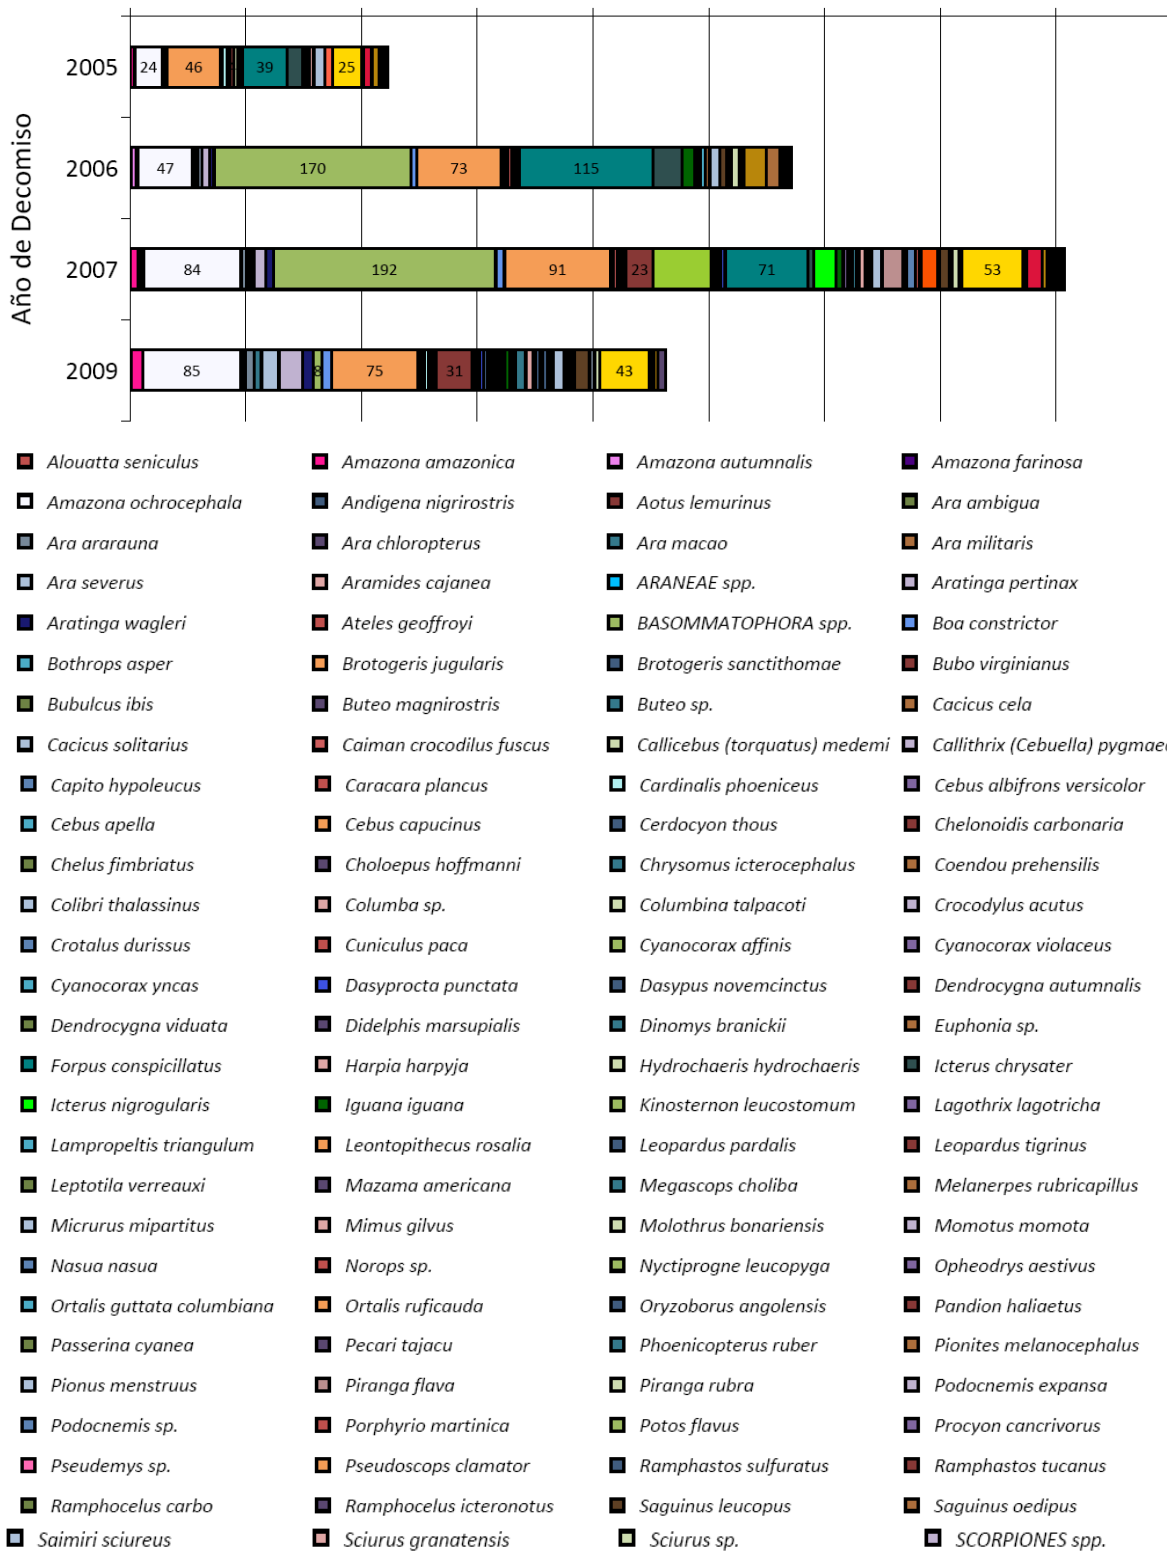 Año de Decomiso
2005 24 46 39 25
2006 47 170 73 115
2007 84 192 91 23 71 53
2009 85 8 75 31 43
Alouatta seniculus Amazona amazonica Amazona autumnalis Amazona farinosa
Amazona ochrocephala Andigena nigrirostris Aotus lemurinus Ara ambigua
Ara ararauna Ara chloropterus Ara macao Ara militaris
Ara severus Aramides cajanea ARANEAE spp. Aratinga pertinax
Aratinga wagleri Ateles geoffroyi BASOMMATOPHORA spp. Boa constrictor
Bothrops asper Brotogeris jugularis Brotogeris sanctithomae Bubo virginianus
Bubulcus ibis Buteo magnirostris Buteo sp. Cacicus cela
Cacicus solitarius Caiman crocodilus fuscus Callicebus (torquatus) medemi Callithrix (Cebuella) pygmaea
Capito hypoleucus Caracara plancus Cardinalis phoeniceus Cebus albifrons versicolor
Cebus apella Cebus capucinus Cerdocyon thous Chelonoidis carbonaria
Chelus fimbriatus Choloepus hoffmanni Chrysomus icterocephalus Coendou prehensilis
Colibri thalassinus Columba sp. Columbina talpacoti Crocodylus acutus
Crotalus durissus Cuniculus paca Cyanocorax affinis Cyanocorax violaceus
Cyanocorax yncas Dasyprocta punctata Dasypus novemcinctus Dendrocygna autumnalis
Dendrocygna viduata Didelphis marsupialis Dinomys branickii Euphonia sp.
Forpus conspicillatus Harpia harpyja Hydrochaeris hydrochaeris Icterus chrysater
Icterus nigrogularis Iguana iguana Kinosternon leucostomum Lagothrix lagotricha
Lampropeltis triangulum Leontopithecus rosalia Leopardus pardalis Leopardus tigrinus
Leptotila verreauxi Mazama americana Megascops choliba Melanerpes rubricapillus
Micrurus mipartitus Mimus gilvus Molothrus bonariensis Momotus momota
Nasua nasua Norops sp. Nyctiprogne leucopyga Opheodrys aestivus
Ortalis guttata columbiana Ortalis ruficauda Oryzoborus angolensis Pandion haliaetus
Passerina cyanea Pecari tajacu Phoenicopterus ruber Pionites melanocephalus
Pionus menstruus Piranga flava Piranga rubra Podocnemis expansa
Podocnemis sp. Porphyrio martinica Potos flavus Procyon cancrivorus
Pseudemys sp. Pseudoscops clamator Ramphastos sulfuratus Ramphastos tucanus
Ramphocelus carbo Ramphocelus icteronotus Saguinus leucopus Saguinus oedipus
Saimiri sciureus Sciurus granatensis Sciurus sp. SCORPIONES spp.